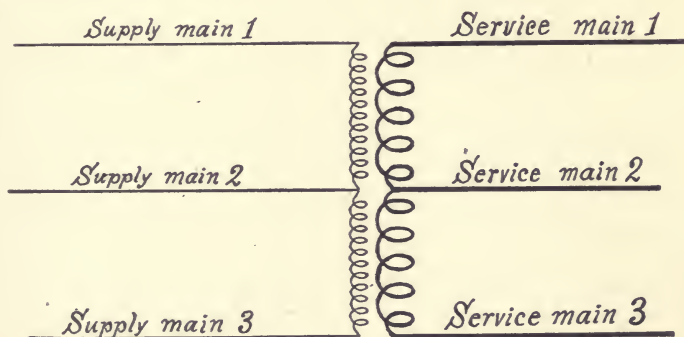 Supply main 1
Service main 1
Supply main 2
Service main 2
Supply main 3
Service main 3